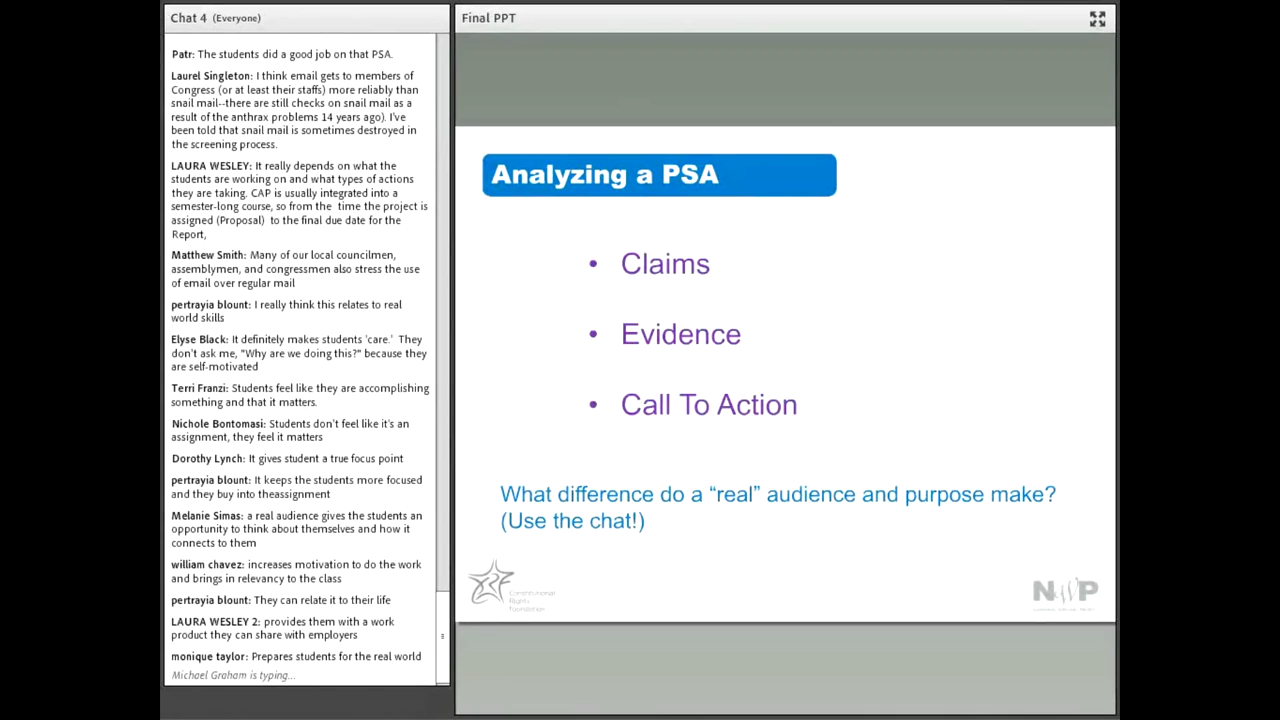 Chat 4 (Everyone)
Patr: The students did a good job on that PSA.
Laurel Singleton: I think email gets to members of
Congress (or at least their staffs) more reliably than
snail mail--there are still checks on snail mail as a
result of the anthrax problems 14 years ago). I've
been told that snail mail is sometimes destroyed in
the screening process.
LAURA WESLEY: It really depends on what the
students are working on and what types of actions
they are taking. CAP is usually integrated into a
semester-long course, so from the time the project is
assigned (Proposal) to the final due date for the
Report,
Matthew Smith: Many of our local councilmen,
assemblymen, and congressmen also stress the use
of email over regular mail
pertrayia blount: I really think this relates to real
world skills
Elyse Black: It definitely makes students 'care.' They
don't ask me, "Why are we doing this?" because they
are self-motivated
Terri Franzi: Students feel like they are accomplishing
something and that it matters.
Nichole Bontomasi: Students don't feel like it's an
assignment, they feel it matters
Dorothy Lynch: It gives student a true focus point
pertrayia blount: It keeps the students more focused
and they buy into theassignment
Melanie Simas: a real audience gives the students an
opportunity to think about themselves and how it
connects to them
william chavez: increases motivation to do the work
and brings in relevancy to the class
pertrayia blount: They can relate it to their life
LAURA WESLEY 2: provides them with a work
product they can share with employers
monique taylor: Prepares students for the real world
Michael Graham is typing...
Final PPT
Analyzing a PSA
• Claims
• Evidence
• Call To Action
What difference do a “real” audience and purpose make?
(Use the chat!)
Constitutional
Rights
Foundation